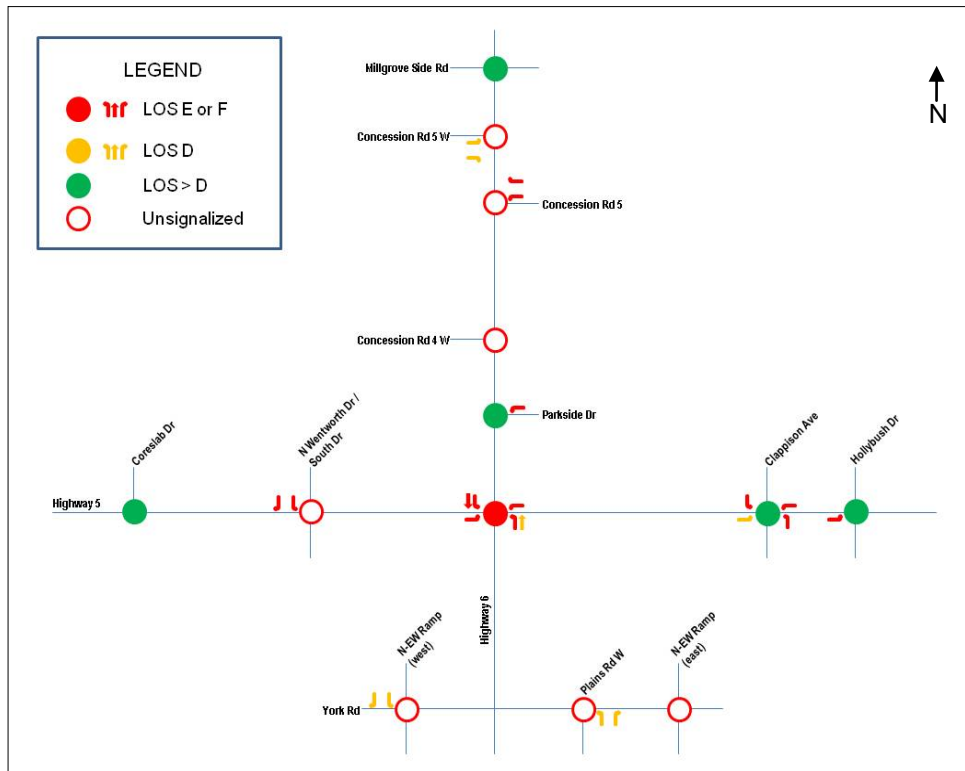 LEGEND
LOS E or F
LOS D
LOS > D
Unsignalized
N
Millgrove Side Rd
Concession Rd 5 W
Concession Rd 5
Concession Rd 4 W
Parkside Dr
Coreslab Dr
N Wentworth Dr /
South Dr
Clappison Ave
Hollybush Dr
Highway 5
Highway 6
N-EW Ramp
(west)
Plains Rd W
N-EW Ramp
(east)
York Rd